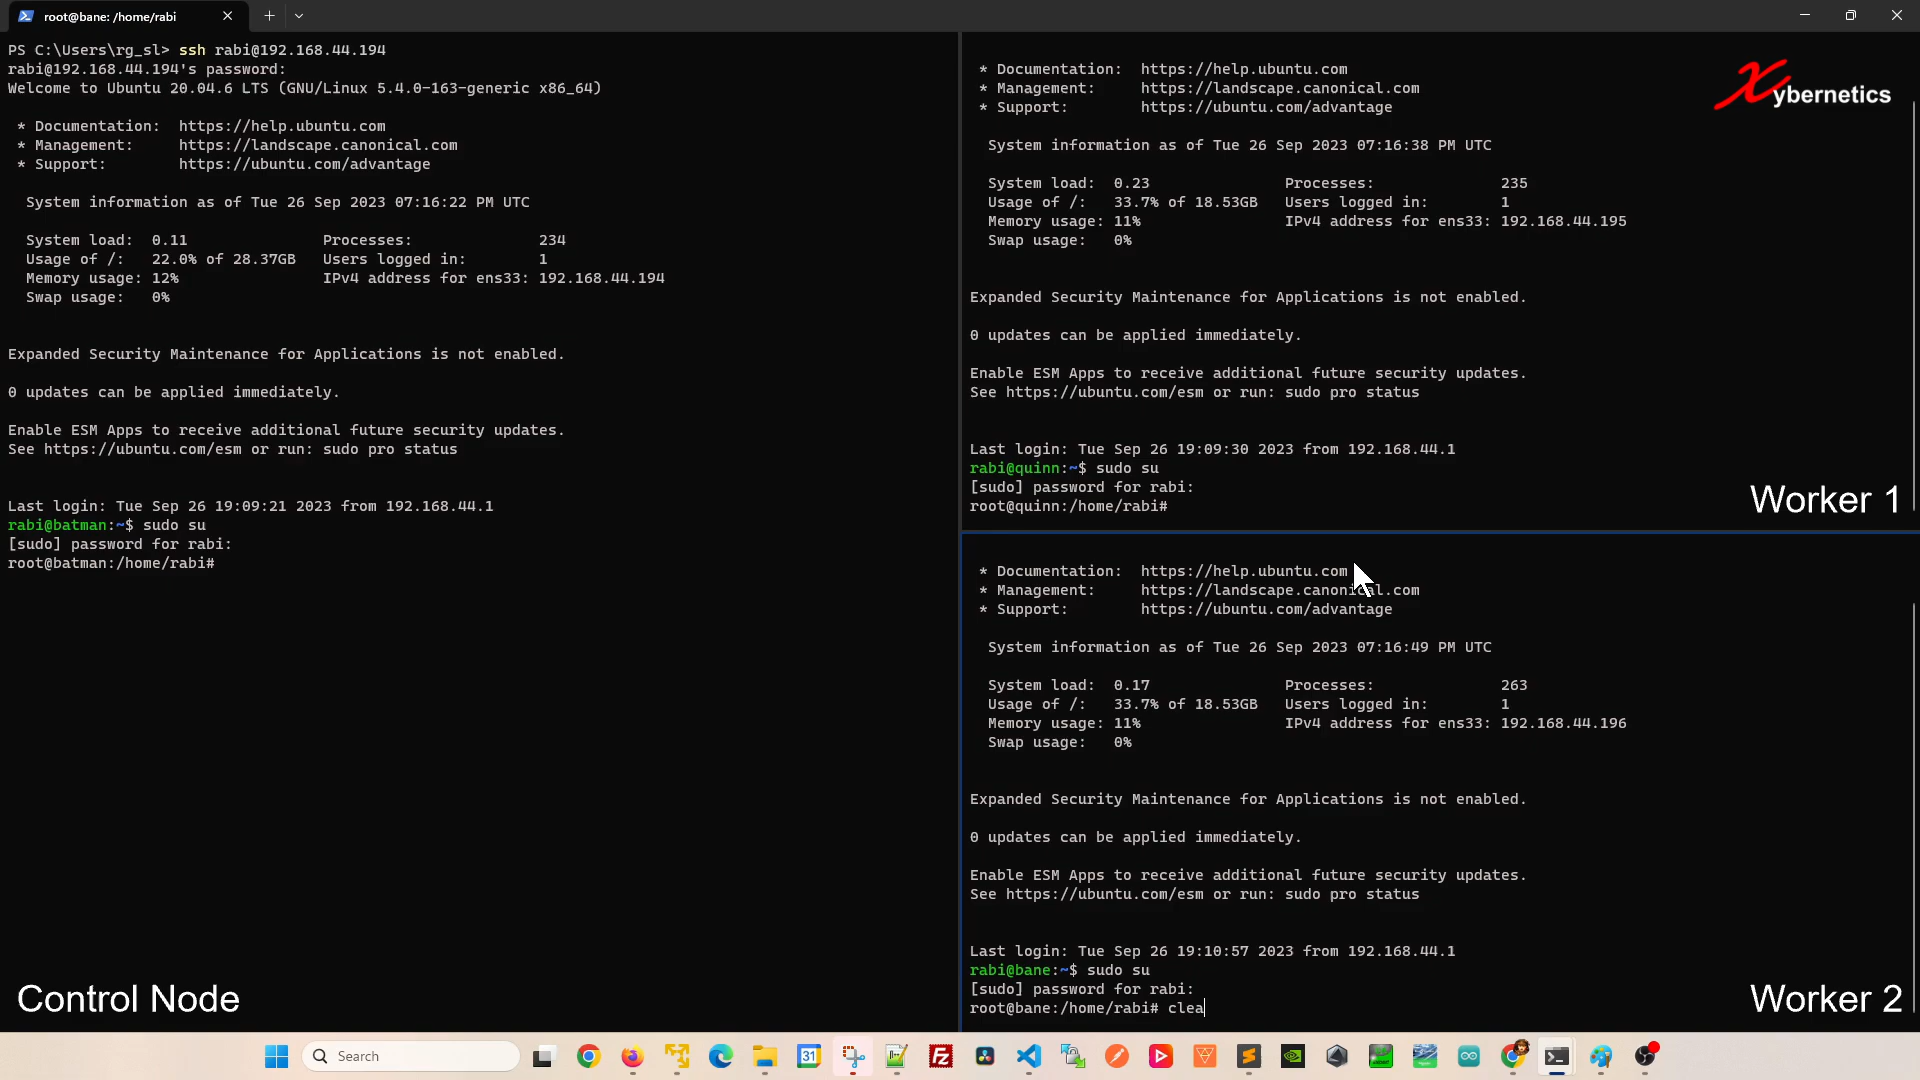 root@bane: /home/rabi
PS C:\Users\rg_sl> ssh rabi@192.168.44.194
rabi@192.168.44.194's password:
Welcome to Ubuntu 20.04.6 LTS (GNU/Linux 5.4.0-163-generic x86_64)
* Documentation: https://help.ubuntu.com
* Management: https://landscape.canonical.com
* Support: https://ubuntu.com/advantage
System information as of Tue 26 Sep 2023 07:16:22 PM UTC
System load: 0.11 Processes: 234
Usage of /: 22.0% of 28.37GB Users logged in: 1
Memory usage: 12% IPv4 address for ens33: 192.168.44.194
Swap usage: 0%
Expanded Security Maintenance for Applications is not enabled.
0 updates can be applied immediately.
Enable ESM Apps to receive additional future security updates.
See https://ubuntu.com/esm or run: sudo pro status
Last login: Tue Sep 26 19:09:21 2023 from 192.168.44.1
rabi@batman:~$ sudo su
[sudo] password for rabi:
root@batman:/home/rabi#
Control Node
* Documentation: https://help.ubuntu.com
* Management: https://landscape.canonical.com
* Support: https://ubuntu.com/advantage
Xybernetics
System information as of Tue 26 Sep 2023 07:16:38 PM UTC
System load: 0.23 Processes: 235
Usage of /: 33.7% of 18.53GB Users logged in: 1
Memory usage: 11% IPv4 address for ens33: 192.168.44.195
Swap usage: 0%
Expanded Security Maintenance for Applications is not enabled.
0 updates can be applied immediately.
Enable ESM Apps to receive additional future security updates.
See https://ubuntu.com/esm or run: sudo pro status
Last login: Tue Sep 26 19:09:30 2023 from 192.168.44.1
rabi@quinn:~$ sudo su
[sudo] password for rabi:
root@quinn:/home/rabi#
Worker 1
* Documentation: https://help.ubuntu.com
* Management: https://landscape.canonical.com
* Support: https://ubuntu.com/advantage
System information as of Tue 26 Sep 2023 07:16:49 PM UTC
System load: 0.17 Processes: 263
Usage of /: 33.7% of 18.53GB Users logged in: 1
Memory usage: 11% IPv4 address for ens33: 192.168.44.196
Swap usage: 0%
Expanded Security Maintenance for Applications is not enabled.
0 updates can be applied immediately.
Enable ESM Apps to receive additional future security updates.
See https://ubuntu.com/esm or run: sudo pro status
Last login: Tue Sep 26 19:10:57 2023 from 192.168.44.1
rabi@bane:~$ sudo su
[sudo] password for rabi:
root@bane:/home/rabi# clea
Worker 2
Search
31